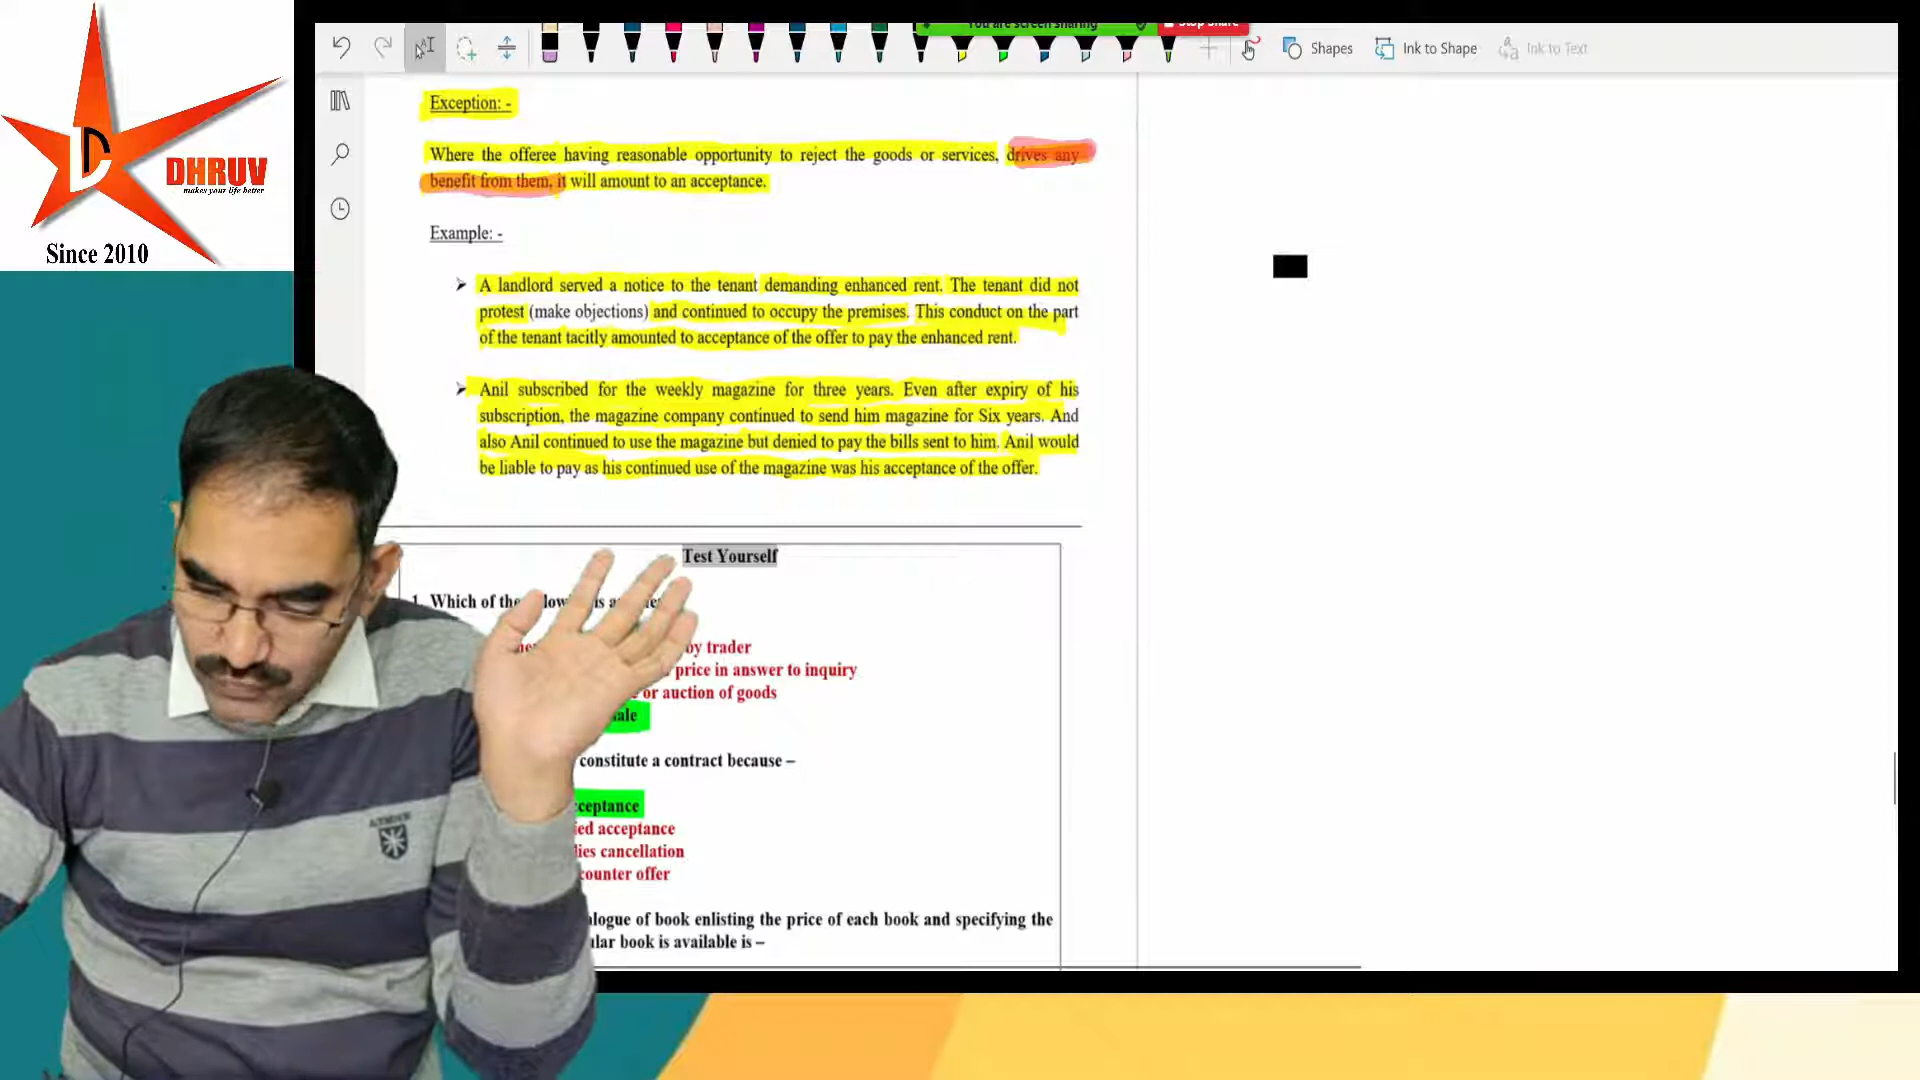 You are screen sharing
Stop Share
Shapes
Ink to Shape
Ink to Text
DC
DHRUV
makes your life better
Since 2010
Exception: -
Where the offeree having reasonable opportunity to reject the goods or services, drives any
benefit from them, it will amount to an acceptance.
Example: -
➤ A landlord served a notice to the tenant demanding enhanced rent. The tenant did not
protest (make objections) and continued to occupy the premises. This conduct on the part
of the tenant tacitly amounted to acceptance of the offer to pay the enhanced rent.
➤ Anil subscribed for the weekly magazine for three years. Even after expiry of his
subscription, the magazine company continued to send him magazine for Six years. And
also Anil continued to use the magazine but denied to pay the bills sent to him. Anil would
be liable to pay as his continued use of the magazine was his acceptance of the offer.
Test Yourself
1. Which of the is
by trader
price in answer to inquiry
or auction of goods
constitute a contract because –
acceptance
counter offer
cancellation
of book enlisting the price of each book and specifying the
book is available is –